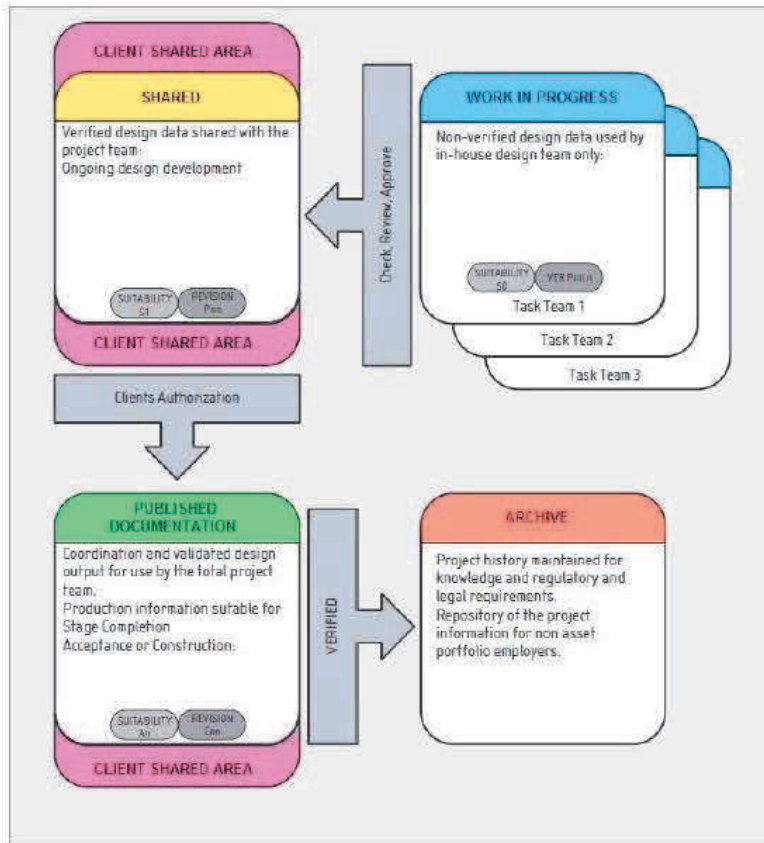 CLIENT SHARED AREA
SHARED
Verified design data shared with the
project team:
Ongoing design development
SUITABILITY
S1
REVISION
CLIENT SHARED AREA
Check, Review, Approve
WORK IN PROGRESS
Non-verified design data used by
in-house design team only:
SUITABILITY
S0
VER
Task Team 1
Task Team 2
Task Team 3
Clients Authorization
PUBLISHED
DOCUMENTATION
Coordination and validated design
output for use by the total project
team.
Production information suitable for
Stage Completion
Acceptance or Construction:
SUITABILITY
REVISION
CLIENT SHARED AREA
VERIFIED
ARCHIVE
Project history maintained for
knowledge and regulatory and
legal requirements.
Repository of the project
information for non asset
portfolio employers.